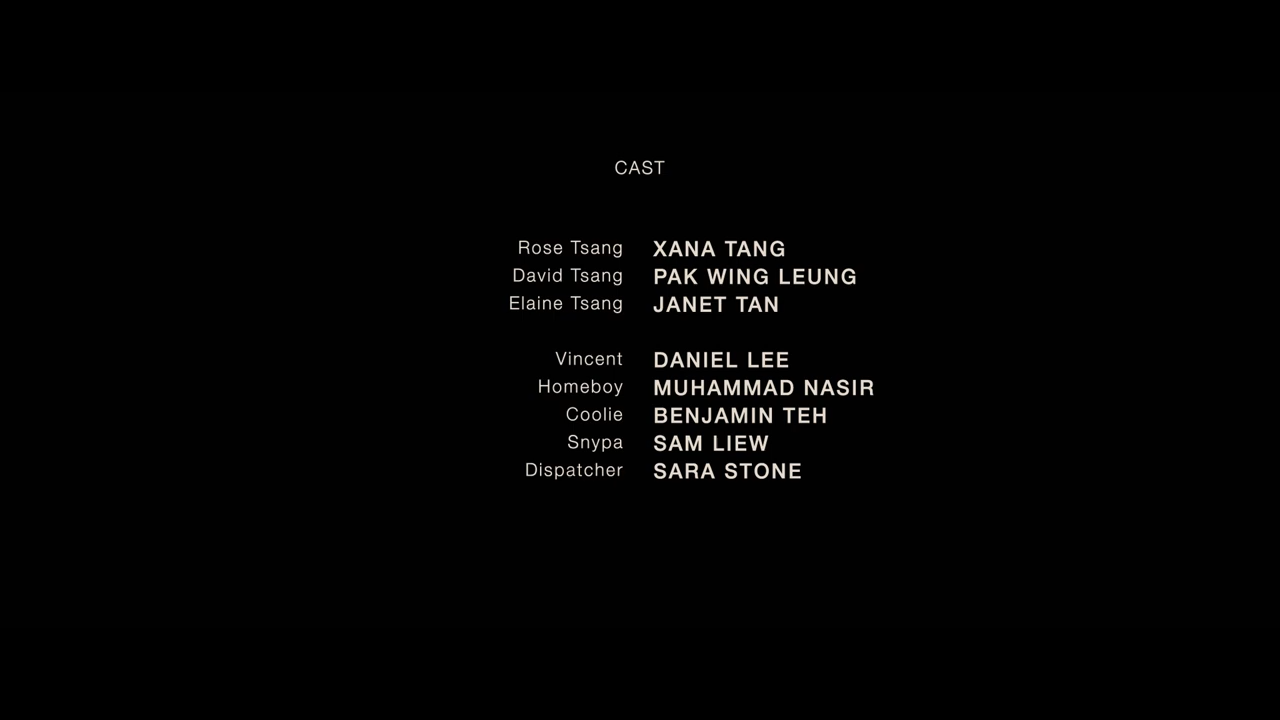 CAST
Rose Tsang XANA TANG
David Tsang PAK WING LEUNG
Elaine Tsang JANET TAN
Vincent DANIEL LEE
Homeboy MUHAMMAD NASIR
Coolie BENJAMIN TEH
Snypa SAM LIEW
Dispatcher SARA STONE